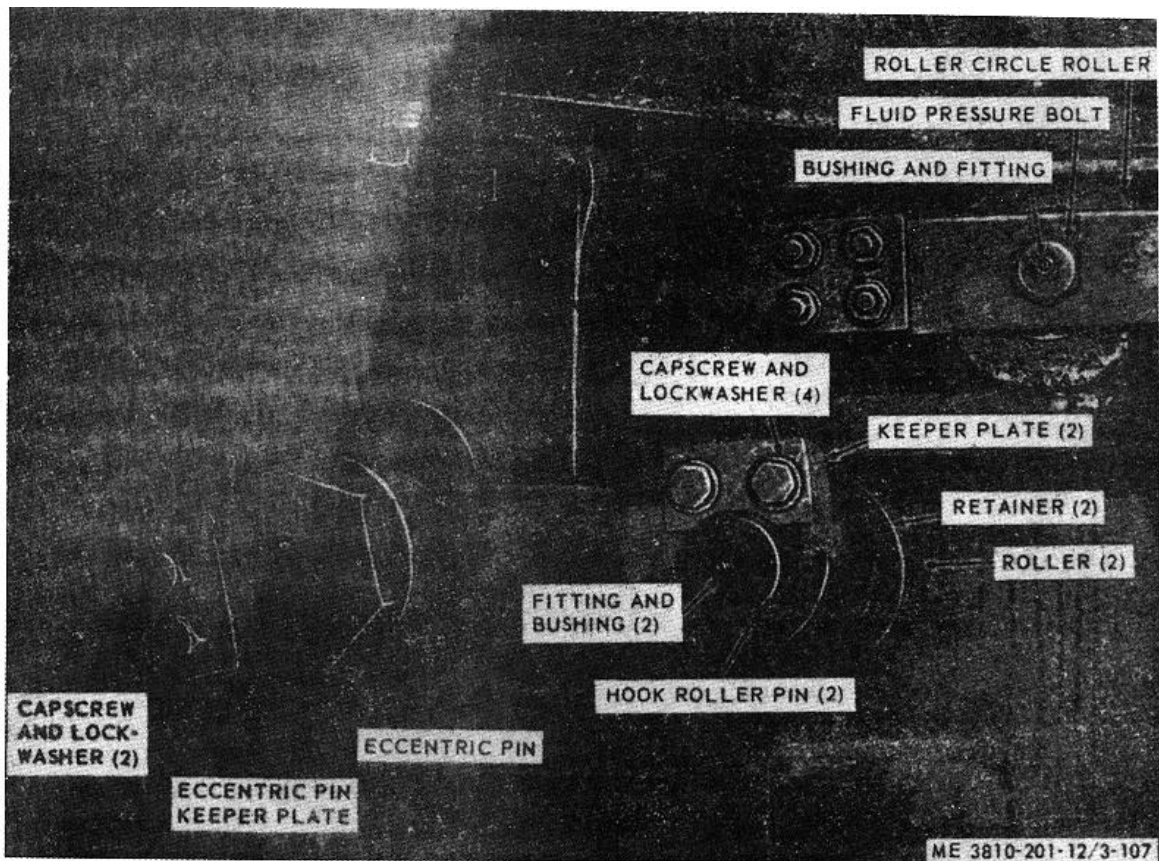 ROLLER CIRCLE ROLLER
FLUID PRESSURE BOLT
BUSHING AND FITTING
CAPSCREW AND
LOCKWASHER (4)
KEEPER PLATE (2)
RETAINER (2)
ROLLER (2)
FITTING AND
BUSHING (2)
HOOK ROLLER PIN (2)
CAPSCREW
AND LOCK-
WASHER (2)
ECCENTRIC PIN
ECCENTRIC PIN
KEEPER PLATE
ME 3810-201-12/3-107